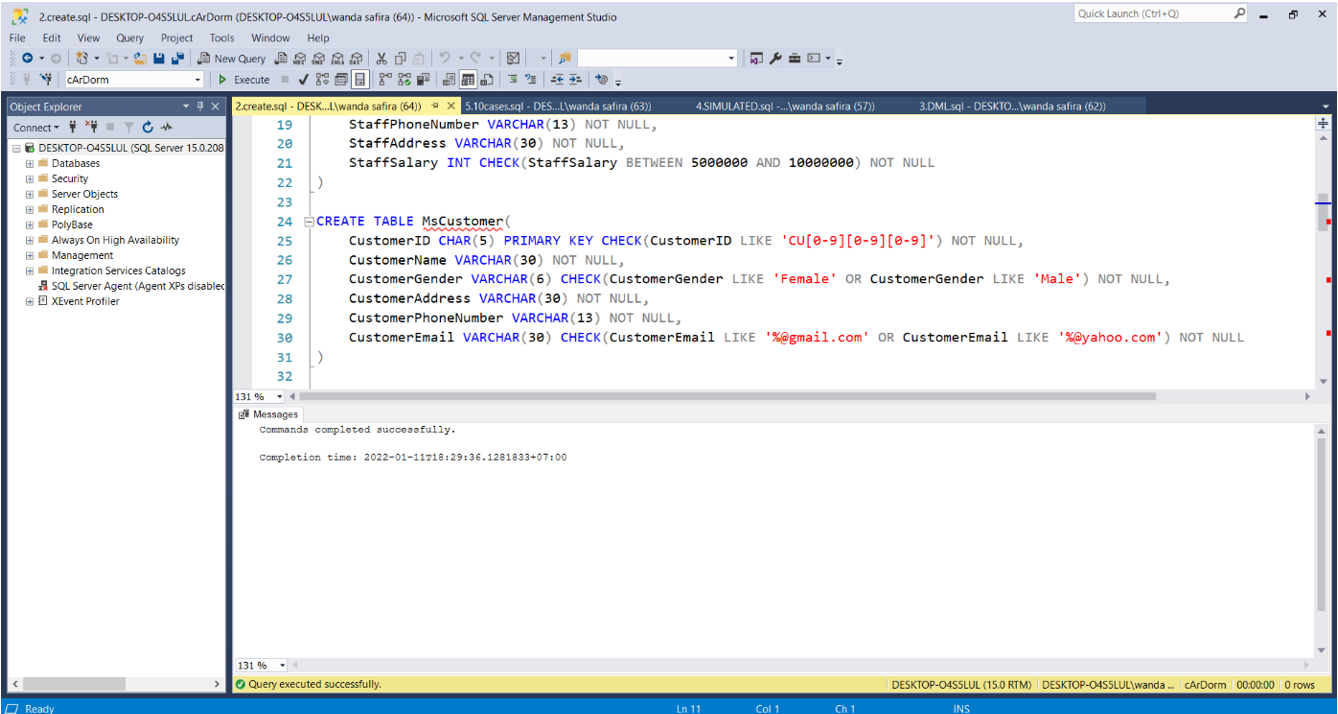 2.create.sql - DESKTOP-O4S5LUL.cArDorm (DESKTOP-O4S5LUL\wanda safira (64)) - Microsoft SQL Server Management Studio
Quick Launch (Ctrl+Q)
File Edit View Query Project Tools Window Help
New Query
cArDorm
Execute
Object Explorer
Connect
DESKTOP-O4S5LUL (SQL Server 15.0.208
Databases
Security
Server Objects
Replication
PolyBase
Always On High Availability
Management
Integration Services Catalogs
SQL Server Agent (Agent XPs disabled
XEvent Profiler
2.create.sql - DESK...L\wanda safira (64)) 5.10cases.sql - DES...L\wanda safira (63)) 4.SIMULATED.sql -...\wanda safira (57)) 3.DML.sql - DESKTO...\wanda safira (62))
19 StaffPhoneNumber VARCHAR(13) NOT NULL,
20 StaffAddress VARCHAR(30) NOT NULL,
21 StaffSalary INT CHECK(StaffSalary BETWEEN 5000000 AND 10000000) NOT NULL
22 )
23
24 CREATE TABLE MsCustomer(
25 CustomerID CHAR(5) PRIMARY KEY CHECK(CustomerID LIKE 'CU[0-9][0-9][0-9]') NOT NULL,
26 CustomerName VARCHAR(30) NOT NULL,
27 CustomerGender VARCHAR(6) CHECK(CustomerGender LIKE 'Female' OR CustomerGender LIKE 'Male') NOT NULL,
28 CustomerAddress VARCHAR(30) NOT NULL,
29 CustomerPhoneNumber VARCHAR(13) NOT NULL,
30 CustomerEmail VARCHAR(30) CHECK(CustomerEmail LIKE '%@gmail.com' OR CustomerEmail LIKE '%@yahoo.com') NOT NULL
31 )
32
131 %
Messages
Commands completed successfully.
Completion time: 2022-01-11T18:29:36.1281833+07:00
131 %
Query executed successfully.
DESKTOP-O4S5LUL (15.0 RTM) DESKTOP-O4S5LUL\wanda ... cArDorm 00:00:00 0 rows
Ready Ln 11 Col 1 Ch 1 INS